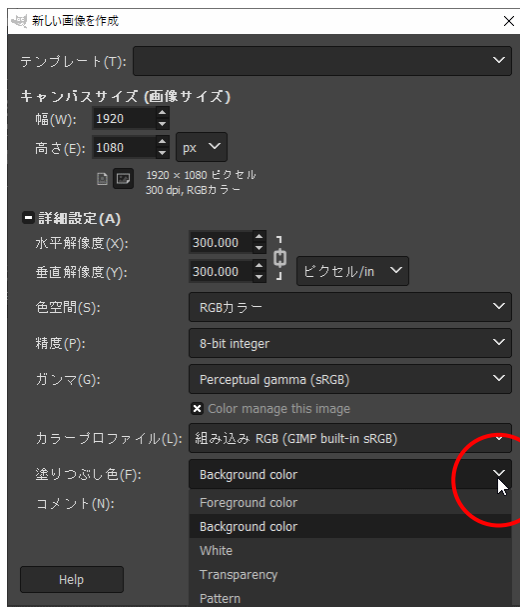 新しい画像を作成
テンプレート(T):
キャンバスサイズ (画像サイズ)
幅(W): 1920
高さ(E): 1080 px
1920 × 1080 ピクセル
300 dpi, RGBカラー
詳細設定(A)
水平解像度(X): 300.000
垂直解像度(Y): 300.000 ピクセル/in
色空間(S): RGBカラー
精度(P): 8-bit integer
ガンマ(G): Perceptual gamma (sRGB)
Color manage this image
カラープロファイル(L): 組み込み RGB (GIMP built-in sRGB)
塗りつぶし色(F): Background color
コメント(N): Foreground color
Background color
White
Transparency
Help
Pattern